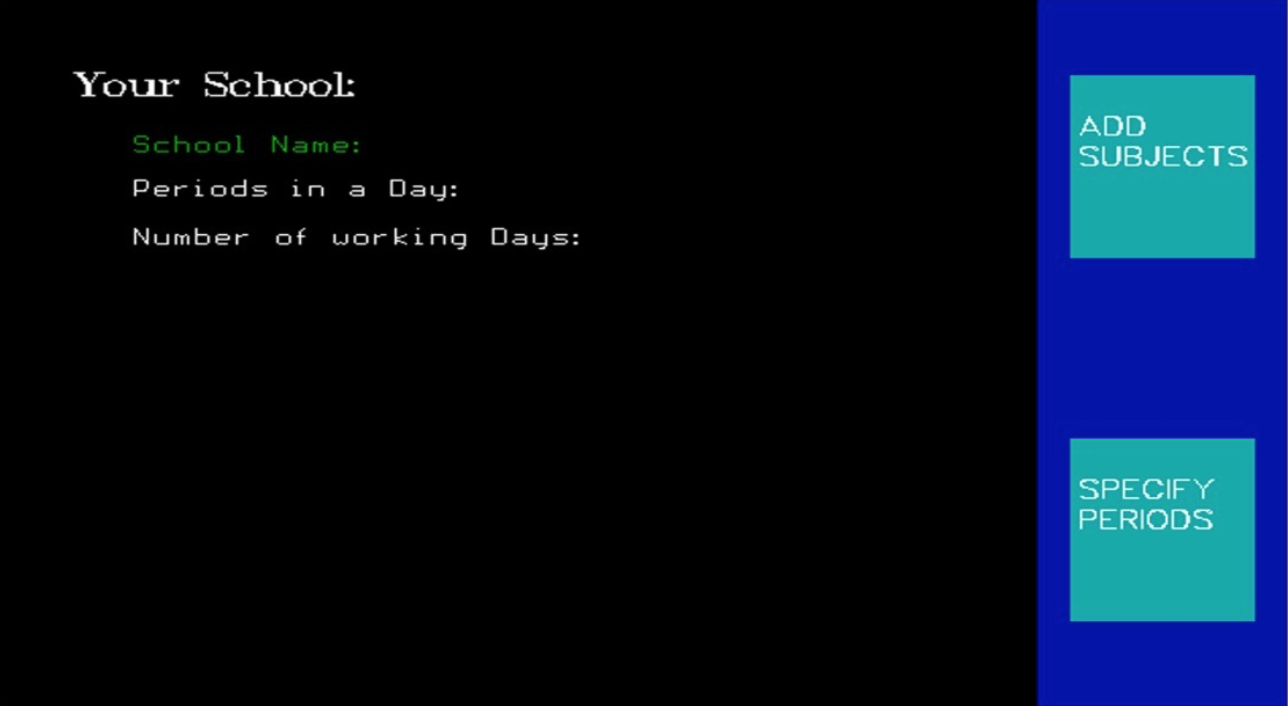 Your School:
School Name:
Periods in a Day:
Number of working Days:
ADD
SUBJECTS
SPECIFY
PERIODS